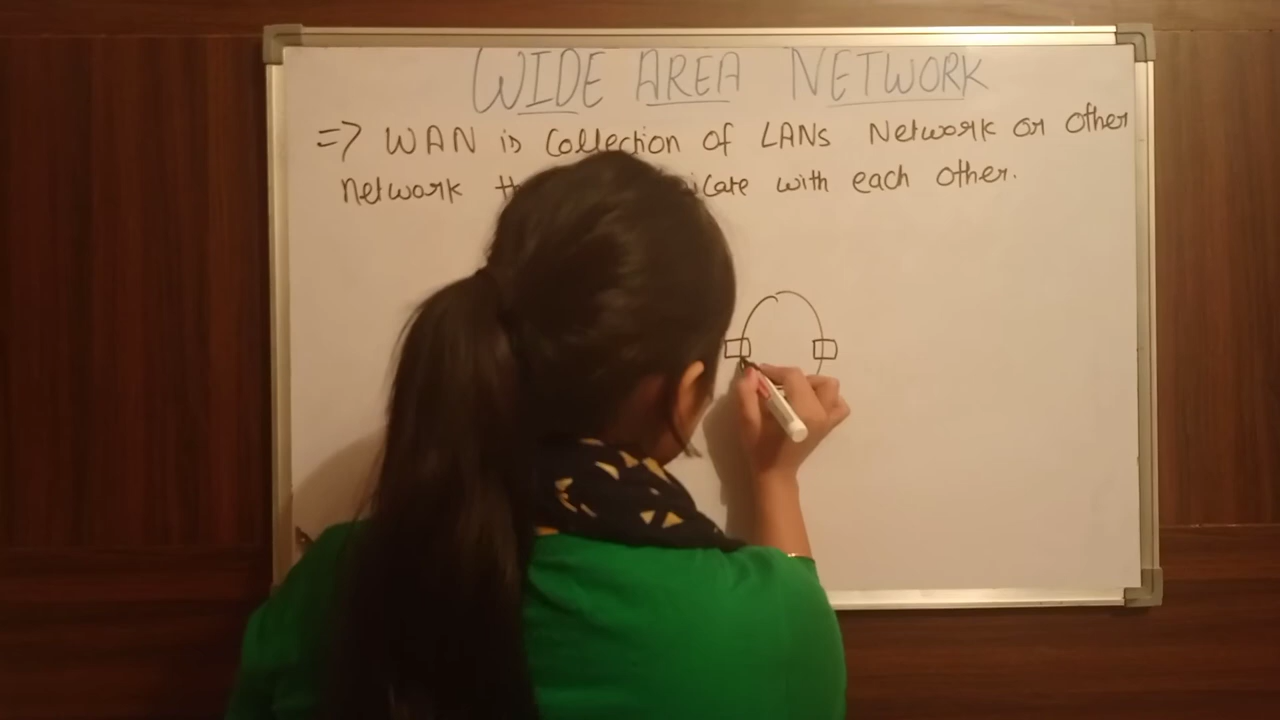 WIDE AREA NETWORK
=> WAN is Collection of LANs Network or other
network with each other.